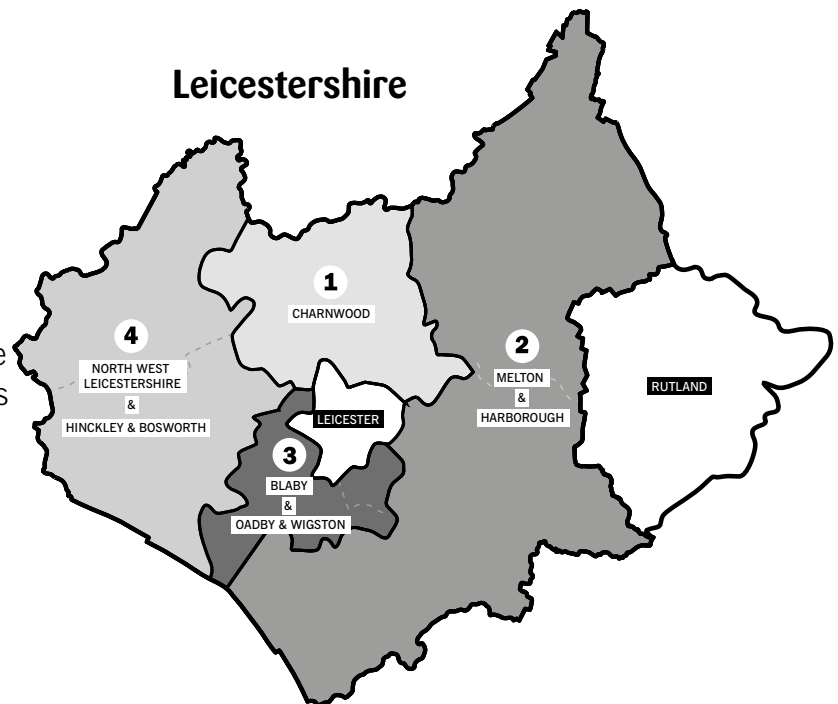 Leicestershire
1
CHARNWOOD
4
NORTH WEST
LEICESTERSHIRE
&
HINCKLEY & BOSWORTH
2
MELTON
&
HARBOROUGH
RUTLAND
LEICESTER
3
BLABY
&
OADBY & WIGSTON
e
s